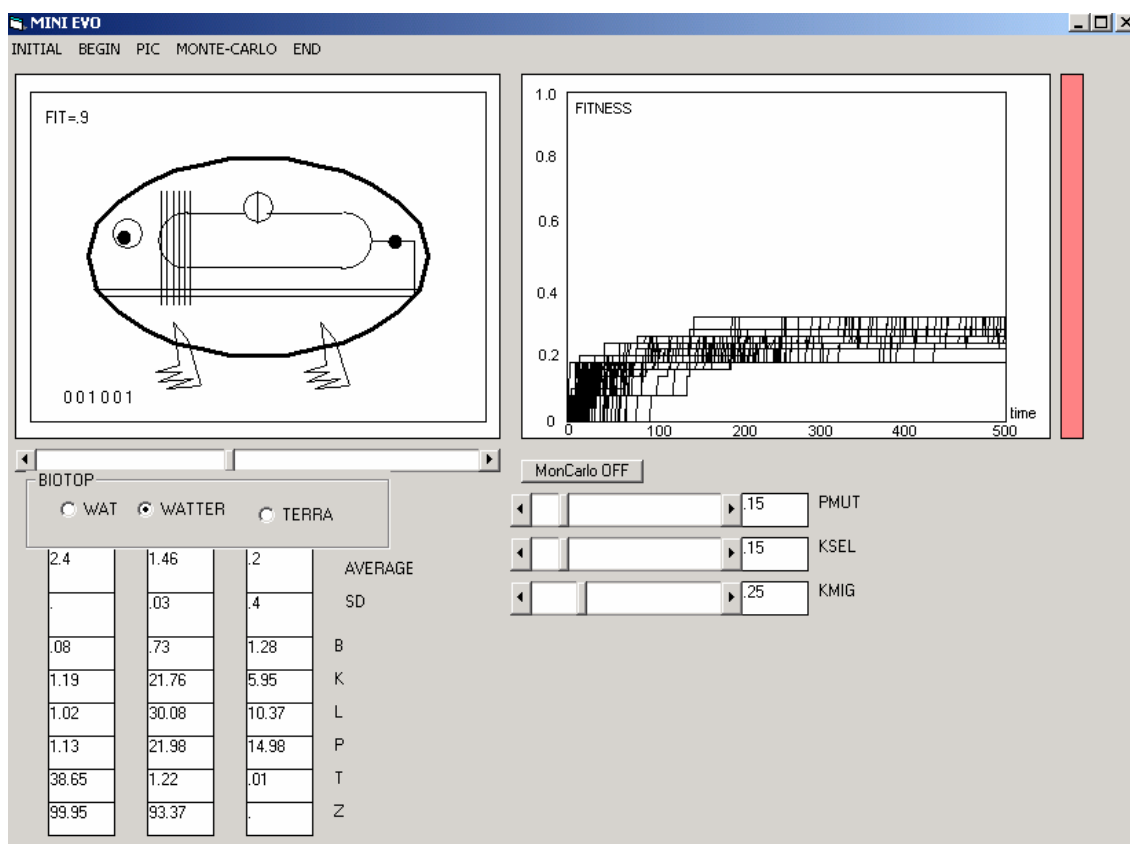 MINI EVO
INITIAL BEGIN PIC MONTE-CARLO END
FIT=.9
001001
FITNESS
1.0
0.8
0.6
0.4
0.2
0
0 100 200 300 400 500
time
BIOTOP
WAT WATTER TERRA
2.4 1.46 .2 AVERAGE
. .03 .4 SD
.08 .73 1.28 B
1.19 21.76 5.95 K
1.02 30.08 10.37 L
1.13 21.98 14.98 P
38.65 1.22 .01 T
99.95 93.37 . Z
MonCarlo OFF
.15 PMUT
.15 KSEL
.25 KMIG